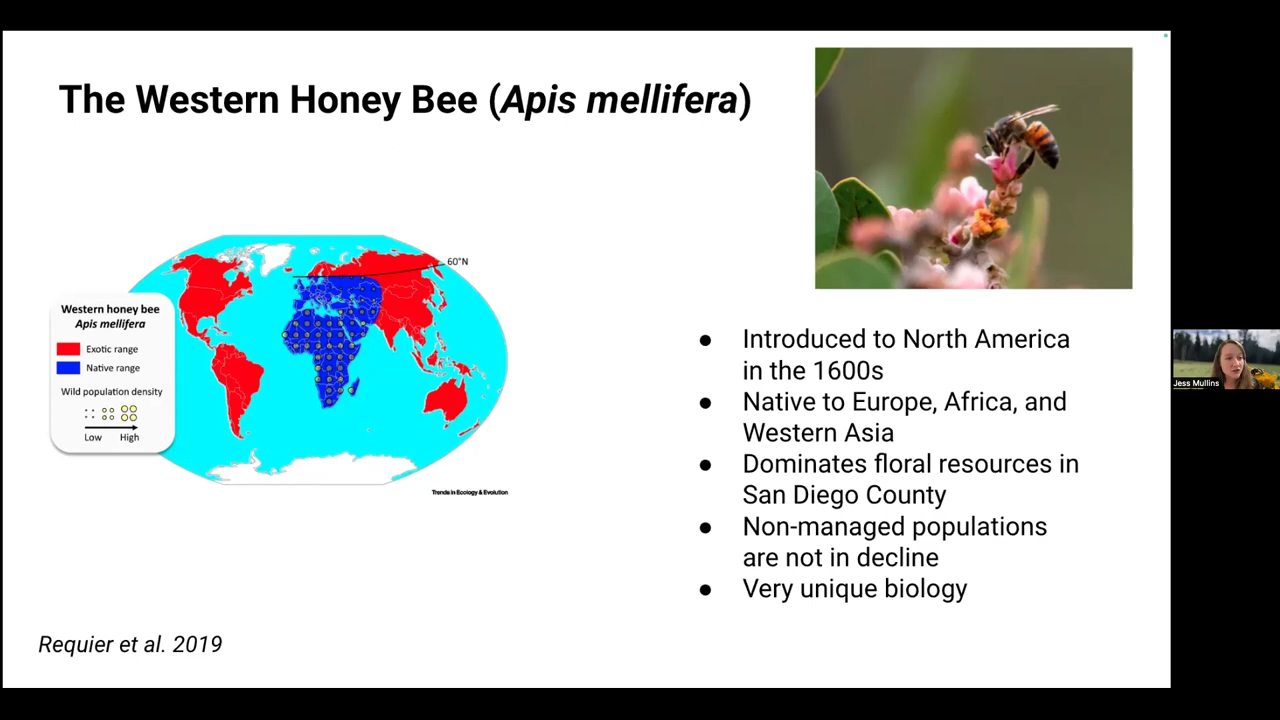 The Western Honey Bee (Apis mellifera)
60°N
Western honey bee
Apis mellifera
Exotic range
Native range
Wild population density
Low High
Trends in Ecology & Evolution
● Introduced to North America
in the 1600s
● Native to Europe, Africa, and
Western Asia
● Dominates floral resources in
San Diego County
● Non-managed populations
are not in decline
● Very unique biology
Requier et al. 2019
Jess Mullins